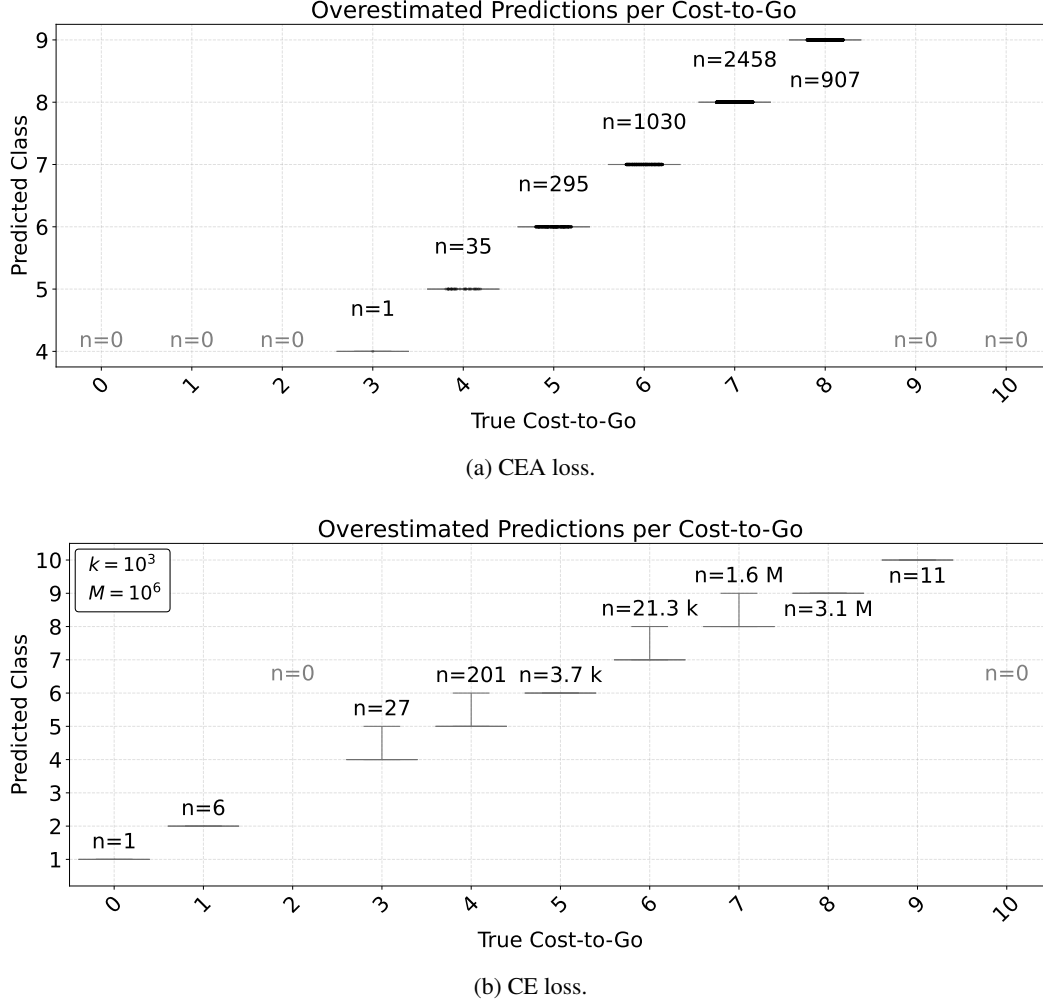 Overestimated Predictions per Cost-to-Go
9
n=2458
n=907
8
n=1030
7
n=295
6
n=35
5
n=1
n=0 n=0 n=0 n=0 n=0
4
Predicted Class
0 1 2 3 4 5 6 7 8 9 10
True Cost-to-Go
(a) CEA loss.
Overestimated Predictions per Cost-to-Go
k = 10³
M = 10⁶
10
n=1.6 M n=11
9
n=21.3 k n=3.1 M
8
7
n=0 n=201 n=3.7 k n=0
6
n=27
5
4
3
n=6
2
n=1
1
Predicted Class
0 1 2 3 4 5 6 7 8 9 10
True Cost-to-Go
(b) CE loss.